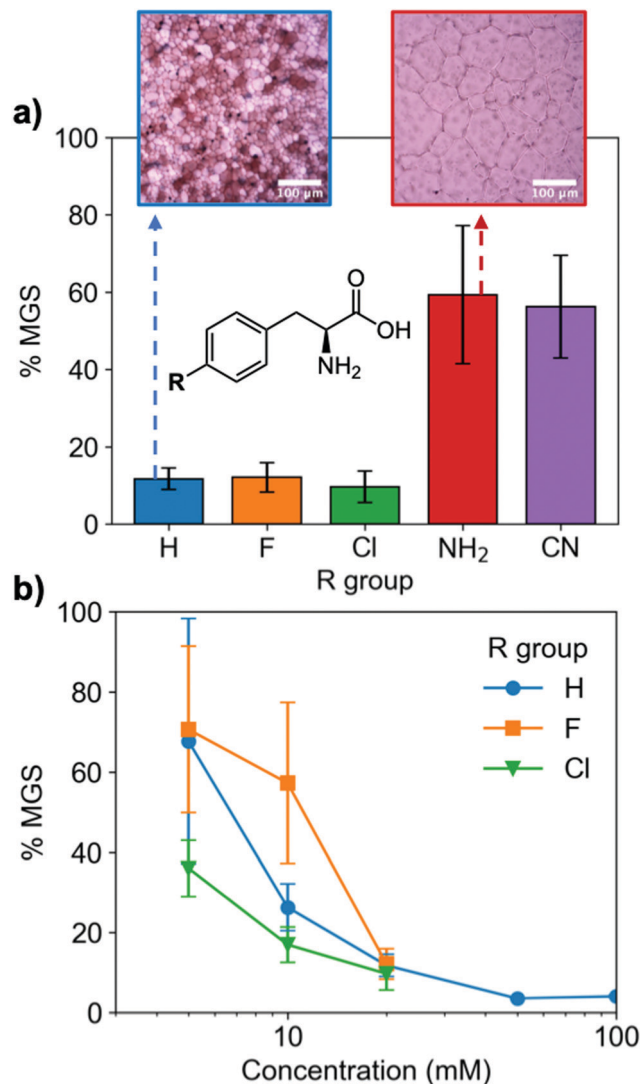 a)
100 μm
100 μm
100
80
60
40
20
0
% MGS
O
OH
NH₂
R
H
F
Cl
NH₂
CN
R group
b)
100
80
60
40
20
0
% MGS
R group
H
F
Cl
10
100
Concentration (mM)